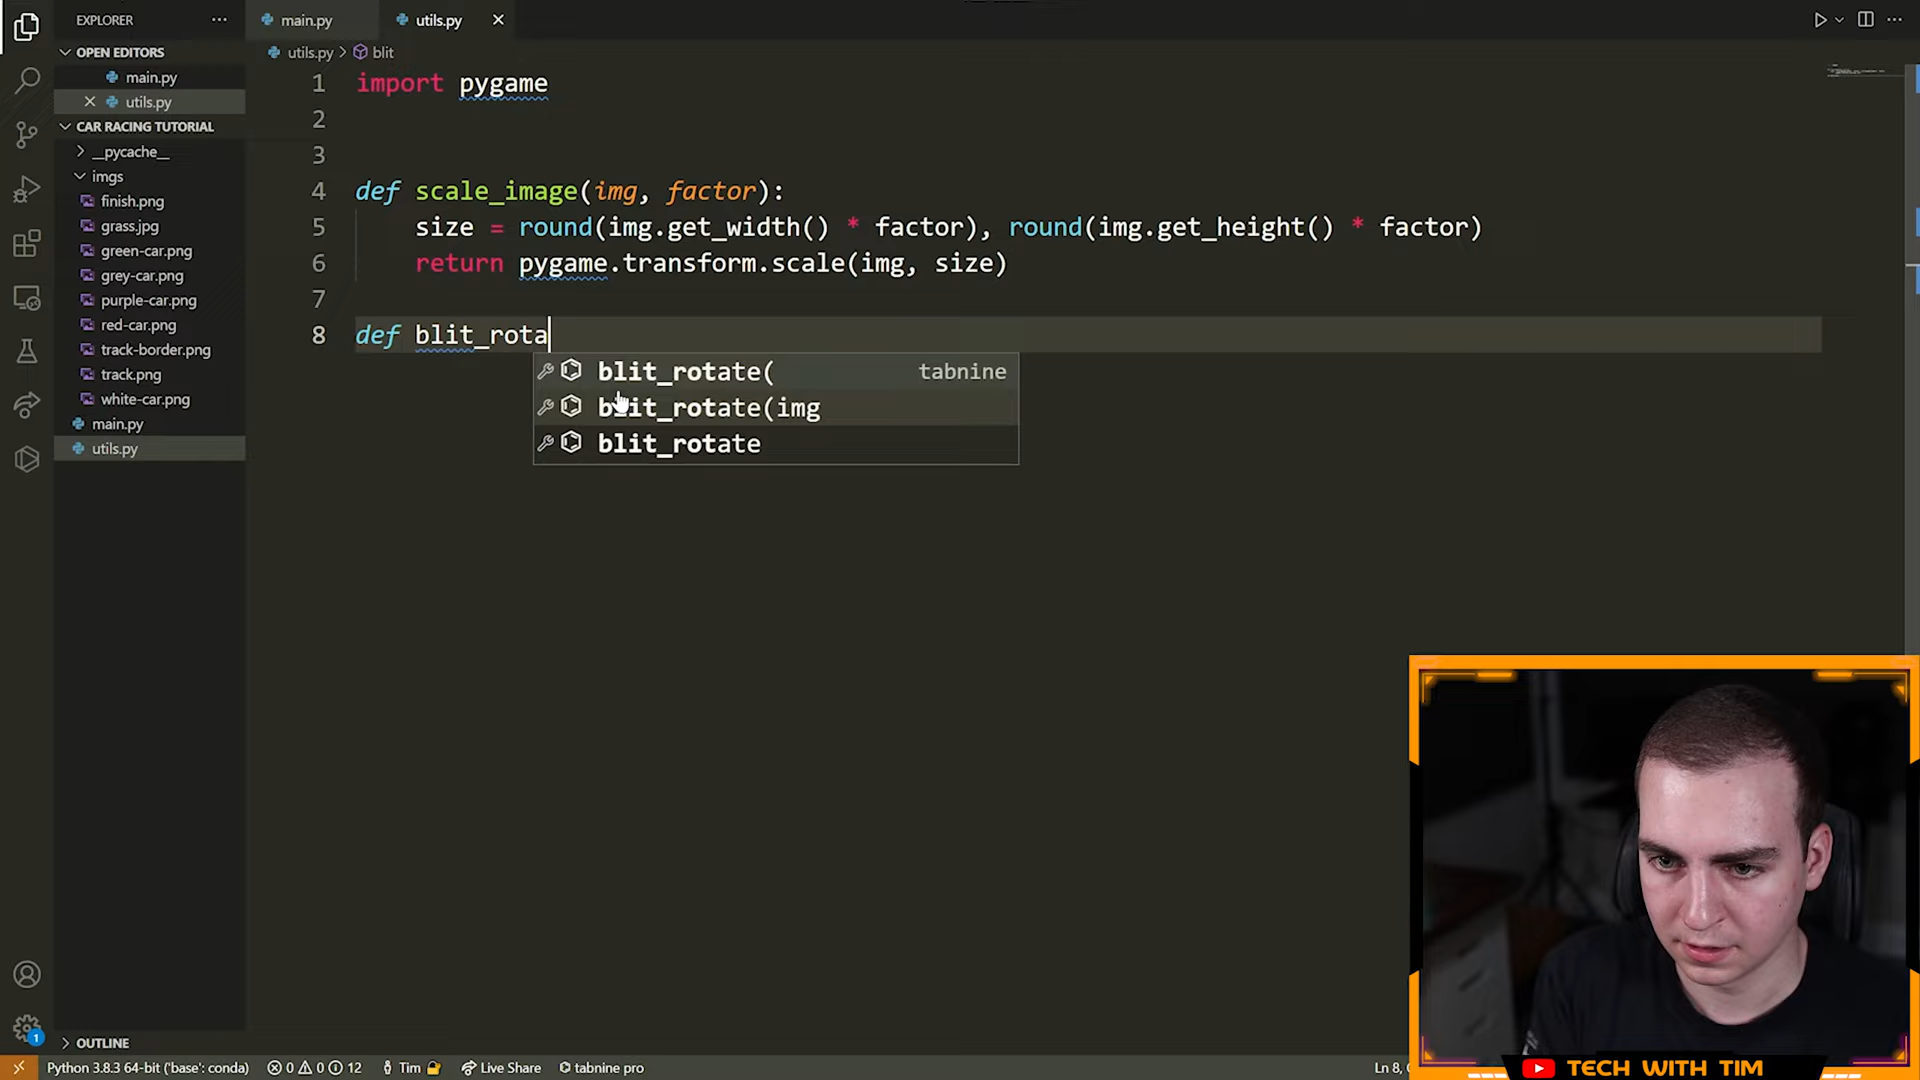 EXPLORER ···
main.py
utils.py
···
OPEN EDITORS
main.py
utils.py
CAR RACING TUTORIAL
__pycache__
imgs
finish.png
grass.jpg
green-car.png
grey-car.png
purple-car.png
red-car.png
track-border.png
track.png
white-car.png
main.py
utils.py
OUTLINE
utils.py > blit
1 import pygame
2
3
4 def scale_image(img, factor):
5 size = round(img.get_width() * factor), round(img.get_height() * factor)
6 return pygame.transform.scale(img, size)
7
8 def blit_rota
blit_rotate( tabnine
blit_rotate(img
blit_rotate
1
Python 3.8.3 64-bit ('base': conda) 0 0 12 Tim Live Share tabnine pro Ln 8,
TECH WITH TIM